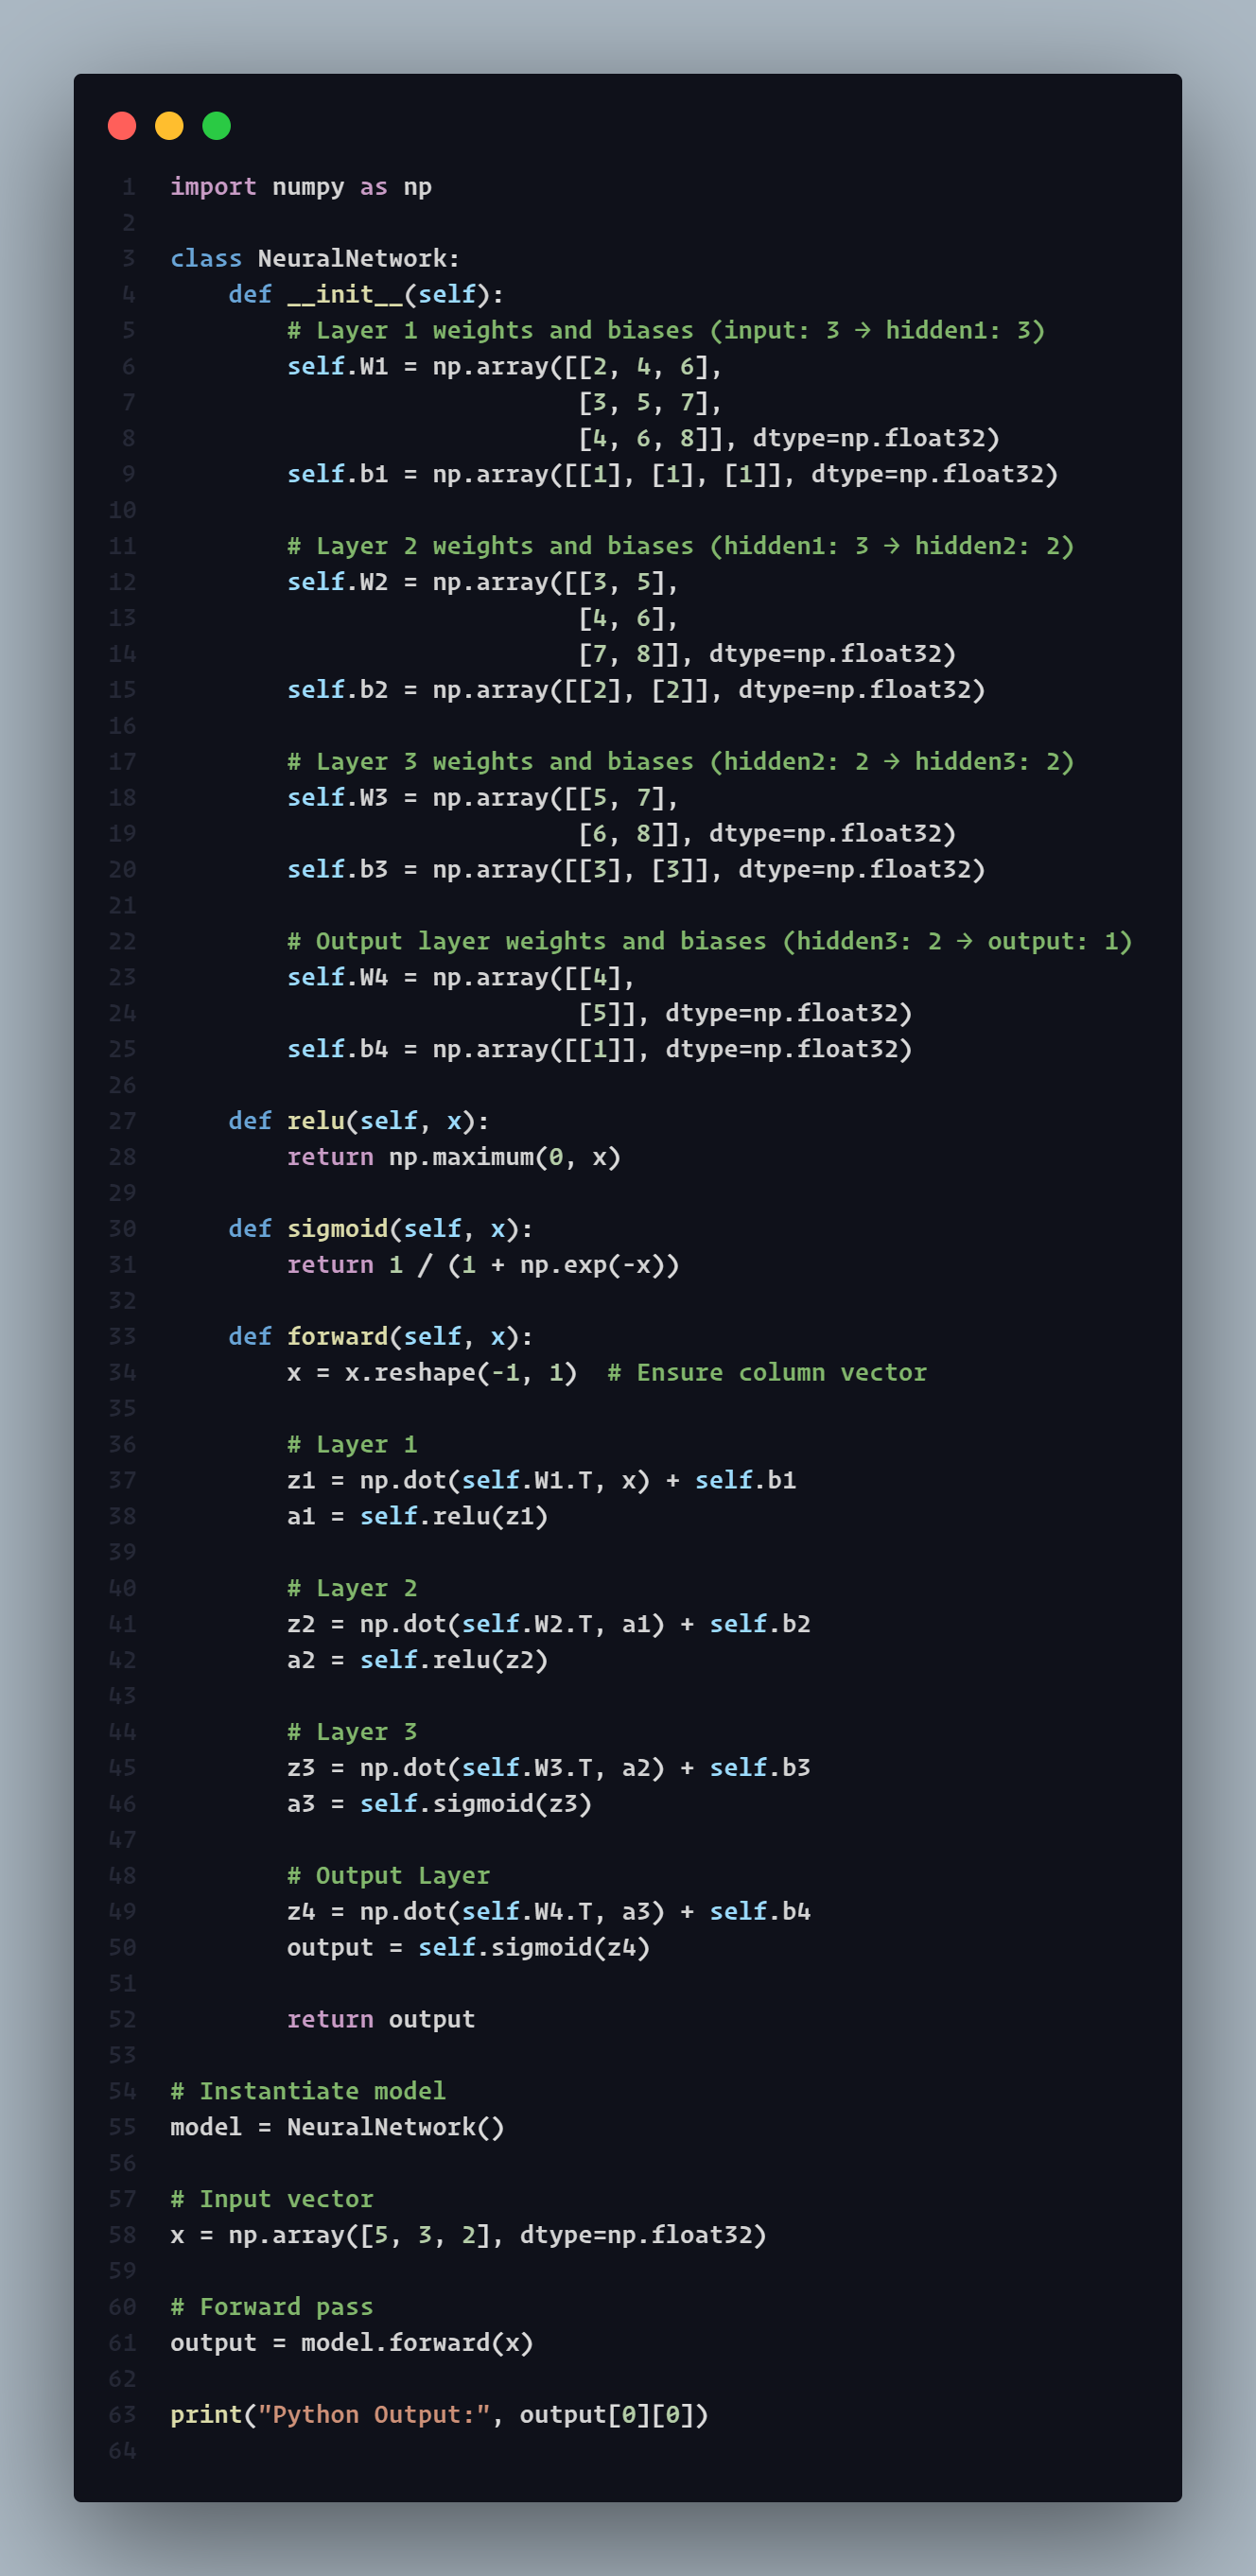 1 import numpy as np
2
3 class NeuralNetwork:
4     def __init__(self):
5         # Layer 1 weights and biases (input: 3 → hidden1: 3)
6         self.W1 = np.array([[2, 4, 6],
7                             [3, 5, 7],
8                             [4, 6, 8]], dtype=np.float32)
9         self.b1 = np.array([[1], [1], [1]], dtype=np.float32)
10
11         # Layer 2 weights and biases (hidden1: 3 → hidden2: 2)
12         self.W2 = np.array([[3, 5],
13                             [4, 6],
14                             [7, 8]], dtype=np.float32)
15         self.b2 = np.array([[2], [2]], dtype=np.float32)
16
17         # Layer 3 weights and biases (hidden2: 2 → hidden3: 2)
18         self.W3 = np.array([[5, 7],
19                             [6, 8]], dtype=np.float32)
20         self.b3 = np.array([[3], [3]], dtype=np.float32)
21
22         # Output layer weights and biases (hidden3: 2 → output: 1)
23         self.W4 = np.array([[4],
24                             [5]], dtype=np.float32)
25         self.b4 = np.array([[1]], dtype=np.float32)
26
27     def relu(self, x):
28         return np.maximum(0, x)
29
30     def sigmoid(self, x):
31         return 1 / (1 + np.exp(-x))
32
33     def forward(self, x):
34         x = x.reshape(-1, 1)  # Ensure column vector
35
36         # Layer 1
37         z1 = np.dot(self.W1.T, x) + self.b1
38         a1 = self.relu(z1)
39
40         # Layer 2
41         z2 = np.dot(self.W2.T, a1) + self.b2
42         a2 = self.relu(z2)
43
44         # Layer 3
45         z3 = np.dot(self.W3.T, a2) + self.b3
46         a3 = self.sigmoid(z3)
47
48         # Output Layer
49         z4 = np.dot(self.W4.T, a3) + self.b4
50         output = self.sigmoid(z4)
51
52         return output
53
54 # Instantiate model
55 model = NeuralNetwork()
56
57 # Input vector
58 x = np.array([5, 3, 2], dtype=np.float32)
59
60 # Forward pass
61 output = model.forward(x)
62
63 print("Python Output:", output[0][0])
64